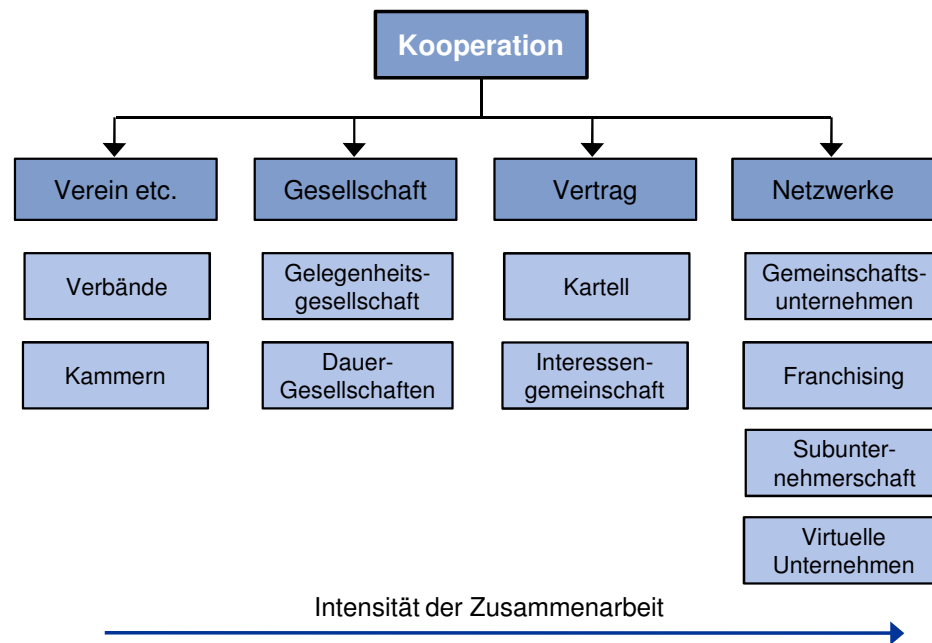 Kooperation
Verein etc.
Gesellschaft
Vertrag
Netzwerke
Verbände
Gelegenheits-
gesellschaft
Kartell
Gemeinschafts-
unternehmen
Kammern
Dauer-
Gesellschaften
Interessen-
gemeinschaft
Franchising
Subunter-
nehmerschaft
Virtuelle
Unternehmen
Intensität der Zusammenarbeit